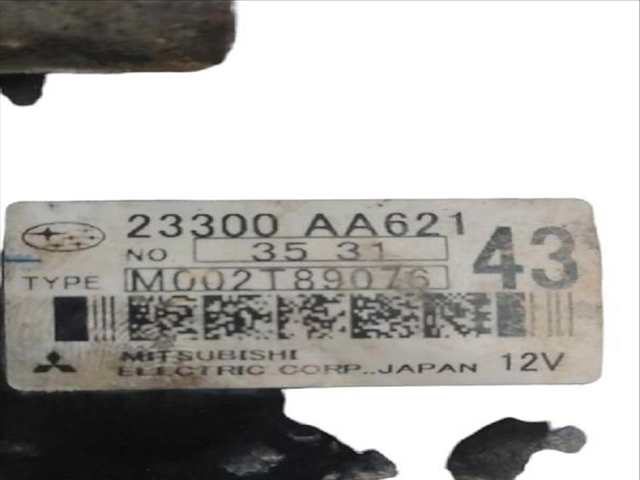 23300 AA621
NO 35 31
43
TYPE M002T89076
MITSUBISHI
ELECTRIC CORP., JAPAN 12V